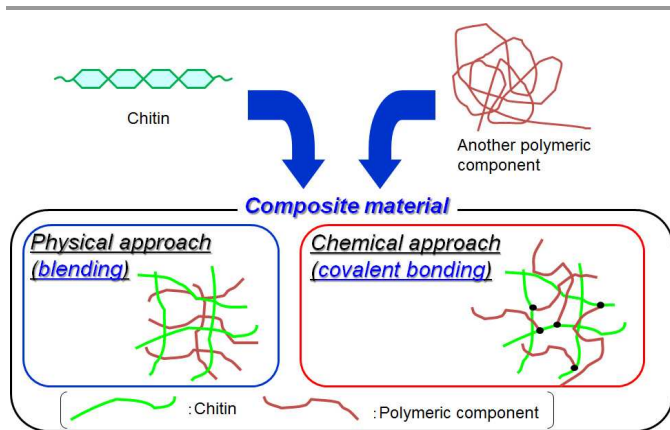 Chitin
Another polymeric
component
Composite material
Physical approach
(blending)
Chemical approach
(covalent bonding)
:Chitin
:Polymeric component